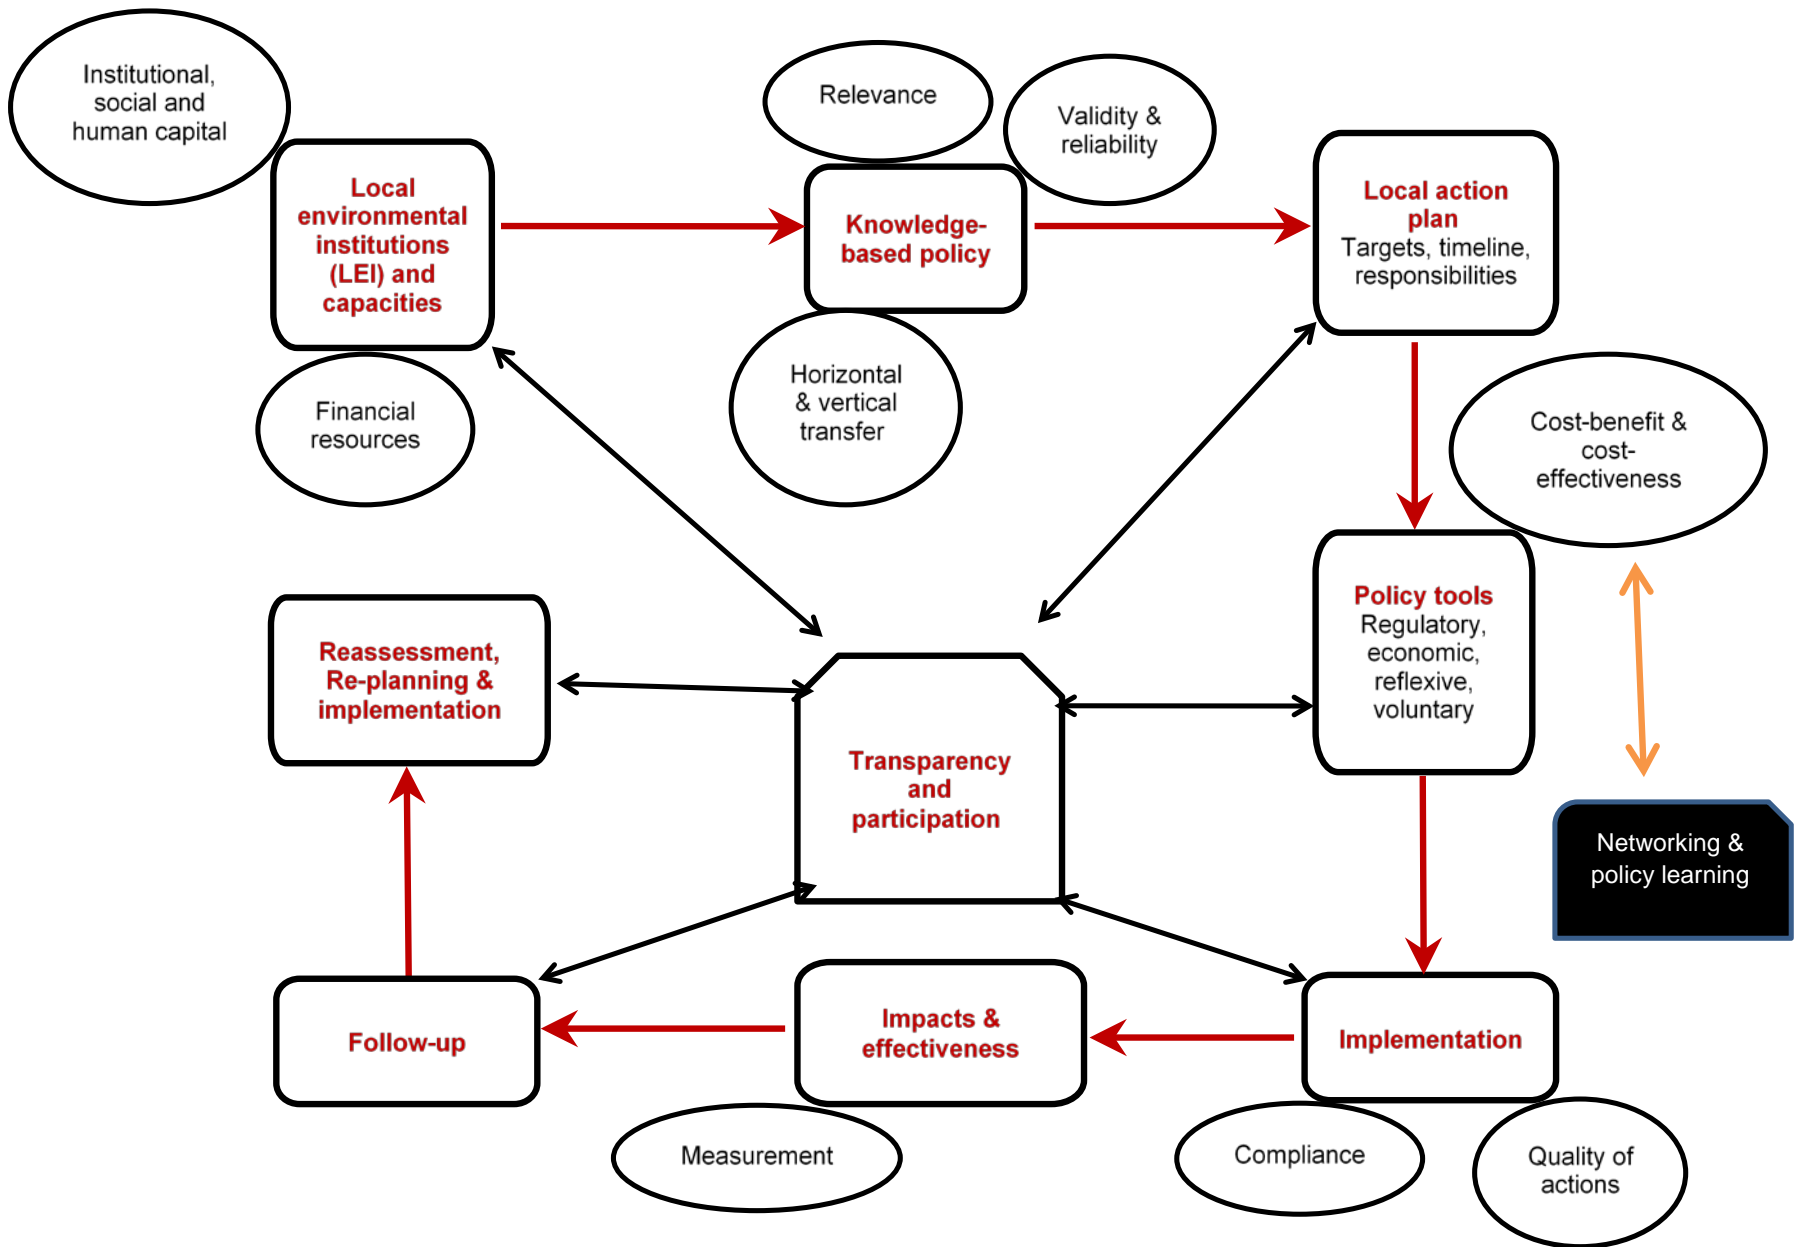 Institutional,
social and
human capital
Relevance
Validity &
reliability
Local
environmental
institutions
(LEI) and
capacities
Knowledge-
based policy
Local action
plan
Targets, timeline,
responsibilities
Financial
resources
Horizontal
& vertical
transfer
Cost-benefit &
cost-
effectiveness
Reassessment,
Re-planning &
implementation
Transparency
and
participation
Policy tools
Regulatory,
economic,
reflexive,
voluntary
Networking &
policy learning
Follow-up
Impacts &
effectiveness
Implementation
Measurement
Compliance
Quality of
actions